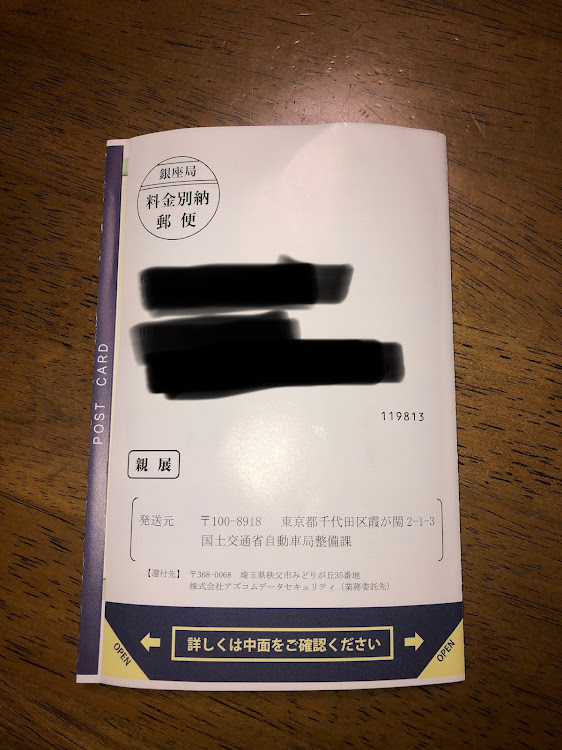 銀座局
料金別納
郵便
119813
POST CARD
親展
発送元 〒100-8918 東京都千代田区霞が関2-1-3
国土交通省自動車局整備課
【還付先】 〒368-0068 埼玉県秩父市みどりが丘35番地
株式会社アズコムデータセキュリティ（業務委託先）
OPEN
詳しくは中面をご確認ください
OPEN